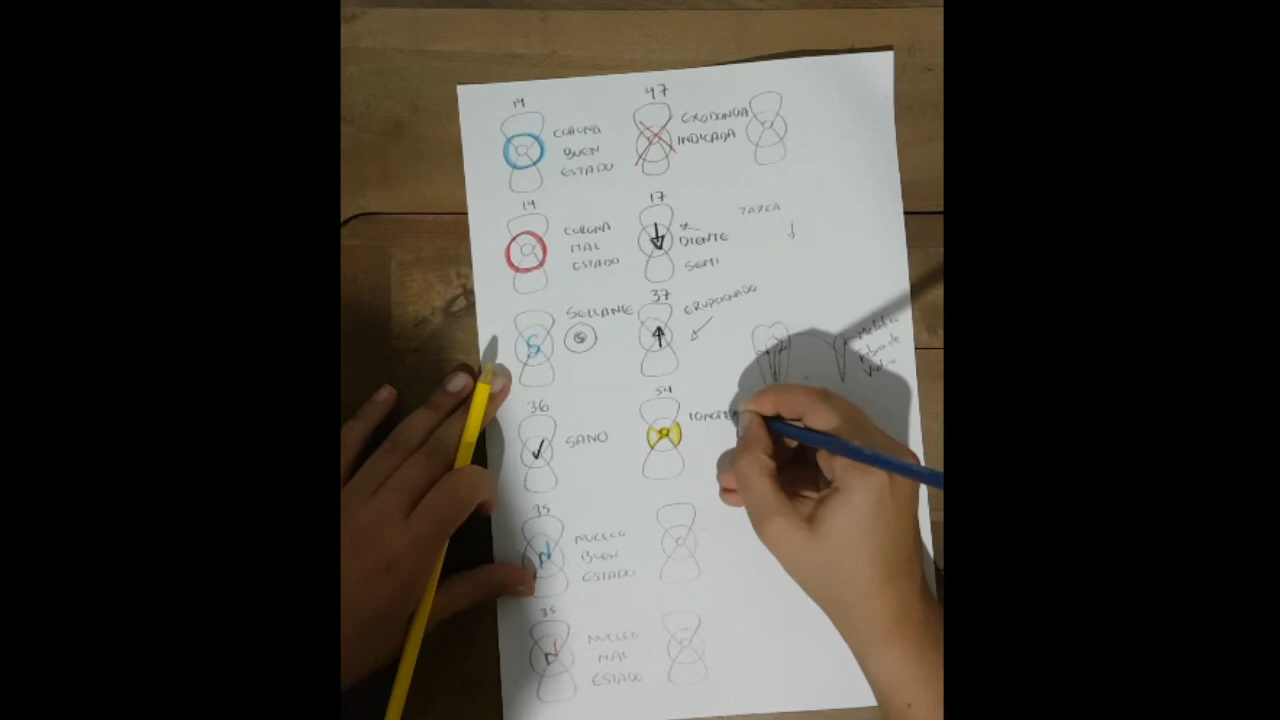 14
CORONA
BUEN
ESTADO
14
CORONA
MAL
ESTADO
SELLANTE
S
S
36
SANO
35
N
NUCLEO
BUEN
ESTADO
35
N
NUCLEO
MAL
ESTADO
47
EXODONCIA
INDICADA
17
DIENTE
SEMI
37
ERUPCIONADO
54
TAREA